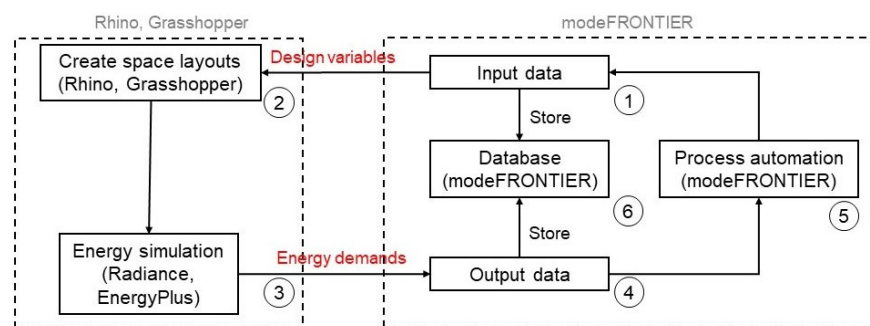 Rhino, Grasshopper
modeFRONTIER
Create space layouts
(Rhino, Grasshopper)
2
Design variables
Input data
1
Store
Database
(modeFRONTIER)
6
Process automation
(modeFRONTIER)
5
Store
Energy simulation
(Radiance,
EnergyPlus)
3
Energy demands
Output data
4